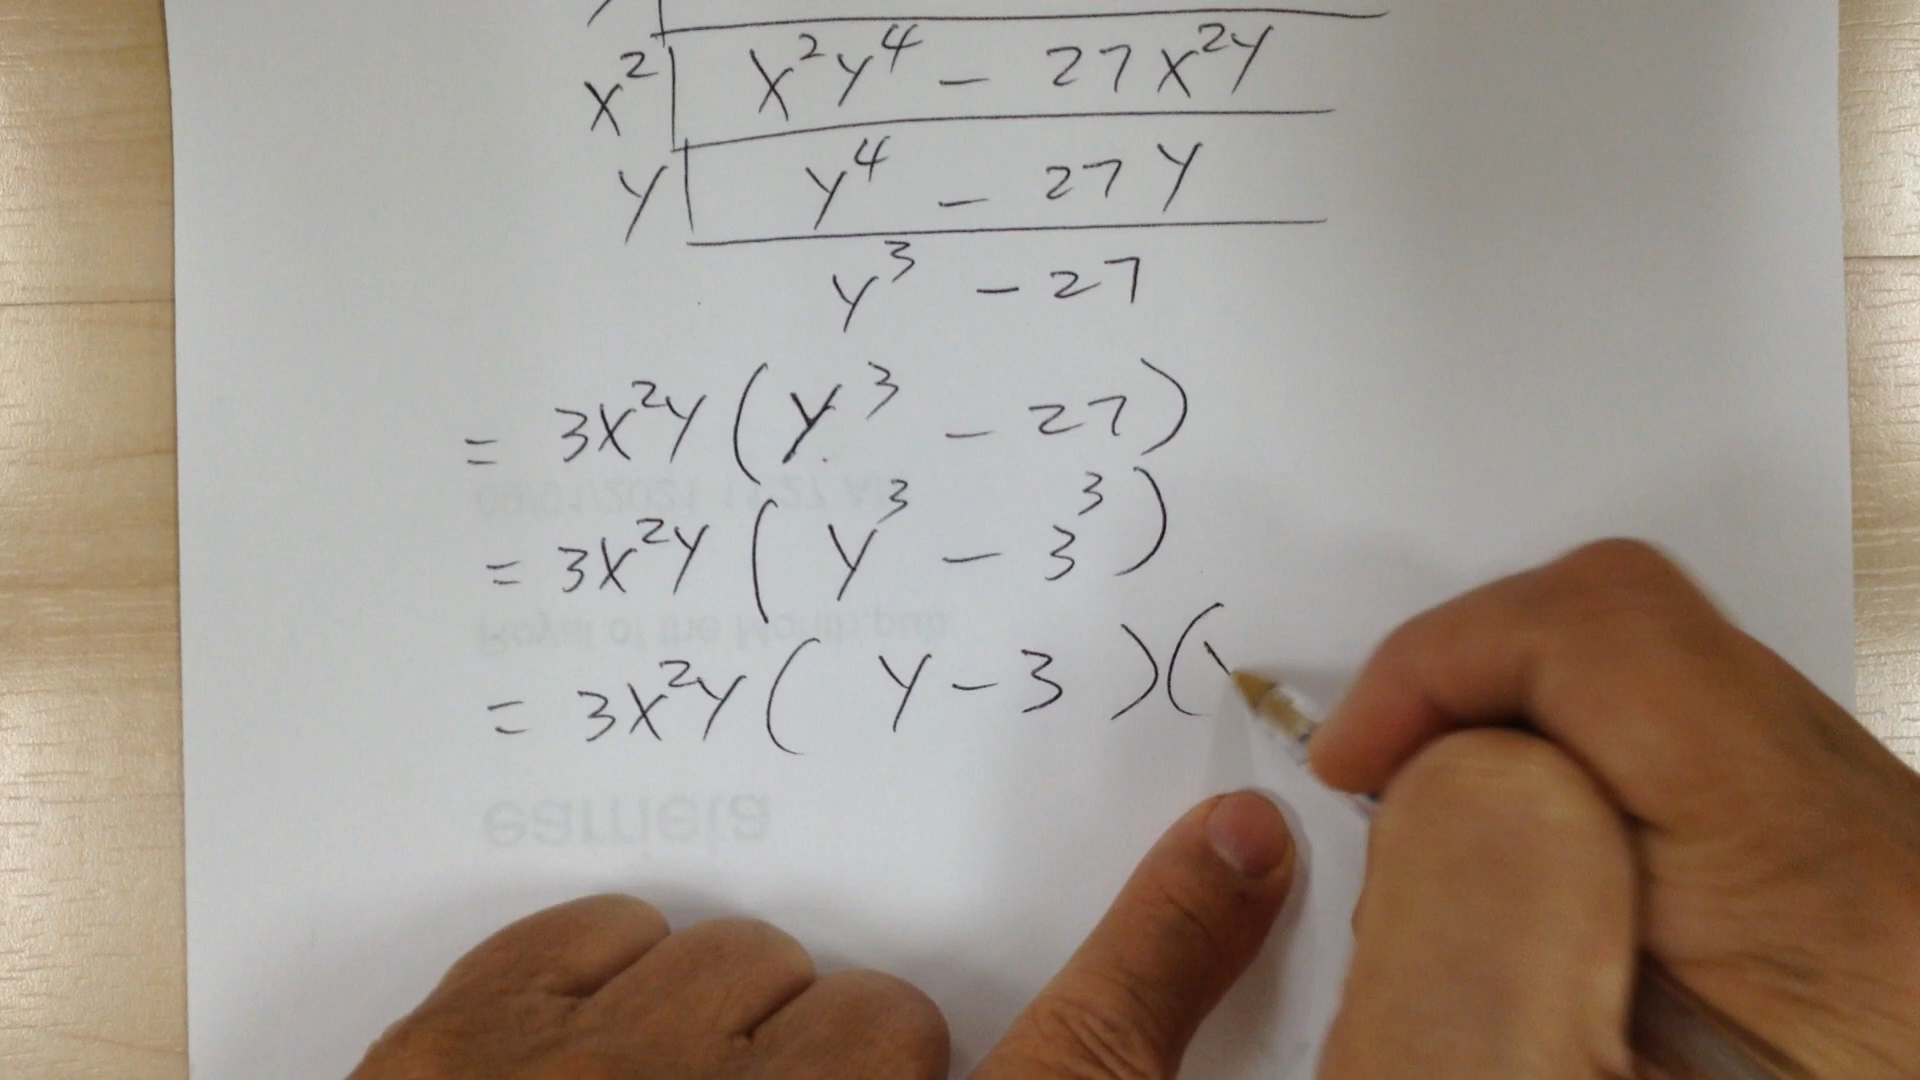 x² | x²y⁴ - 27x²y
y | y⁴ - 27y
y³ - 27
= 3x²y (y³ - 27)
= 3x²y (y³ - 3³)
= 3x²y (y - 3)(